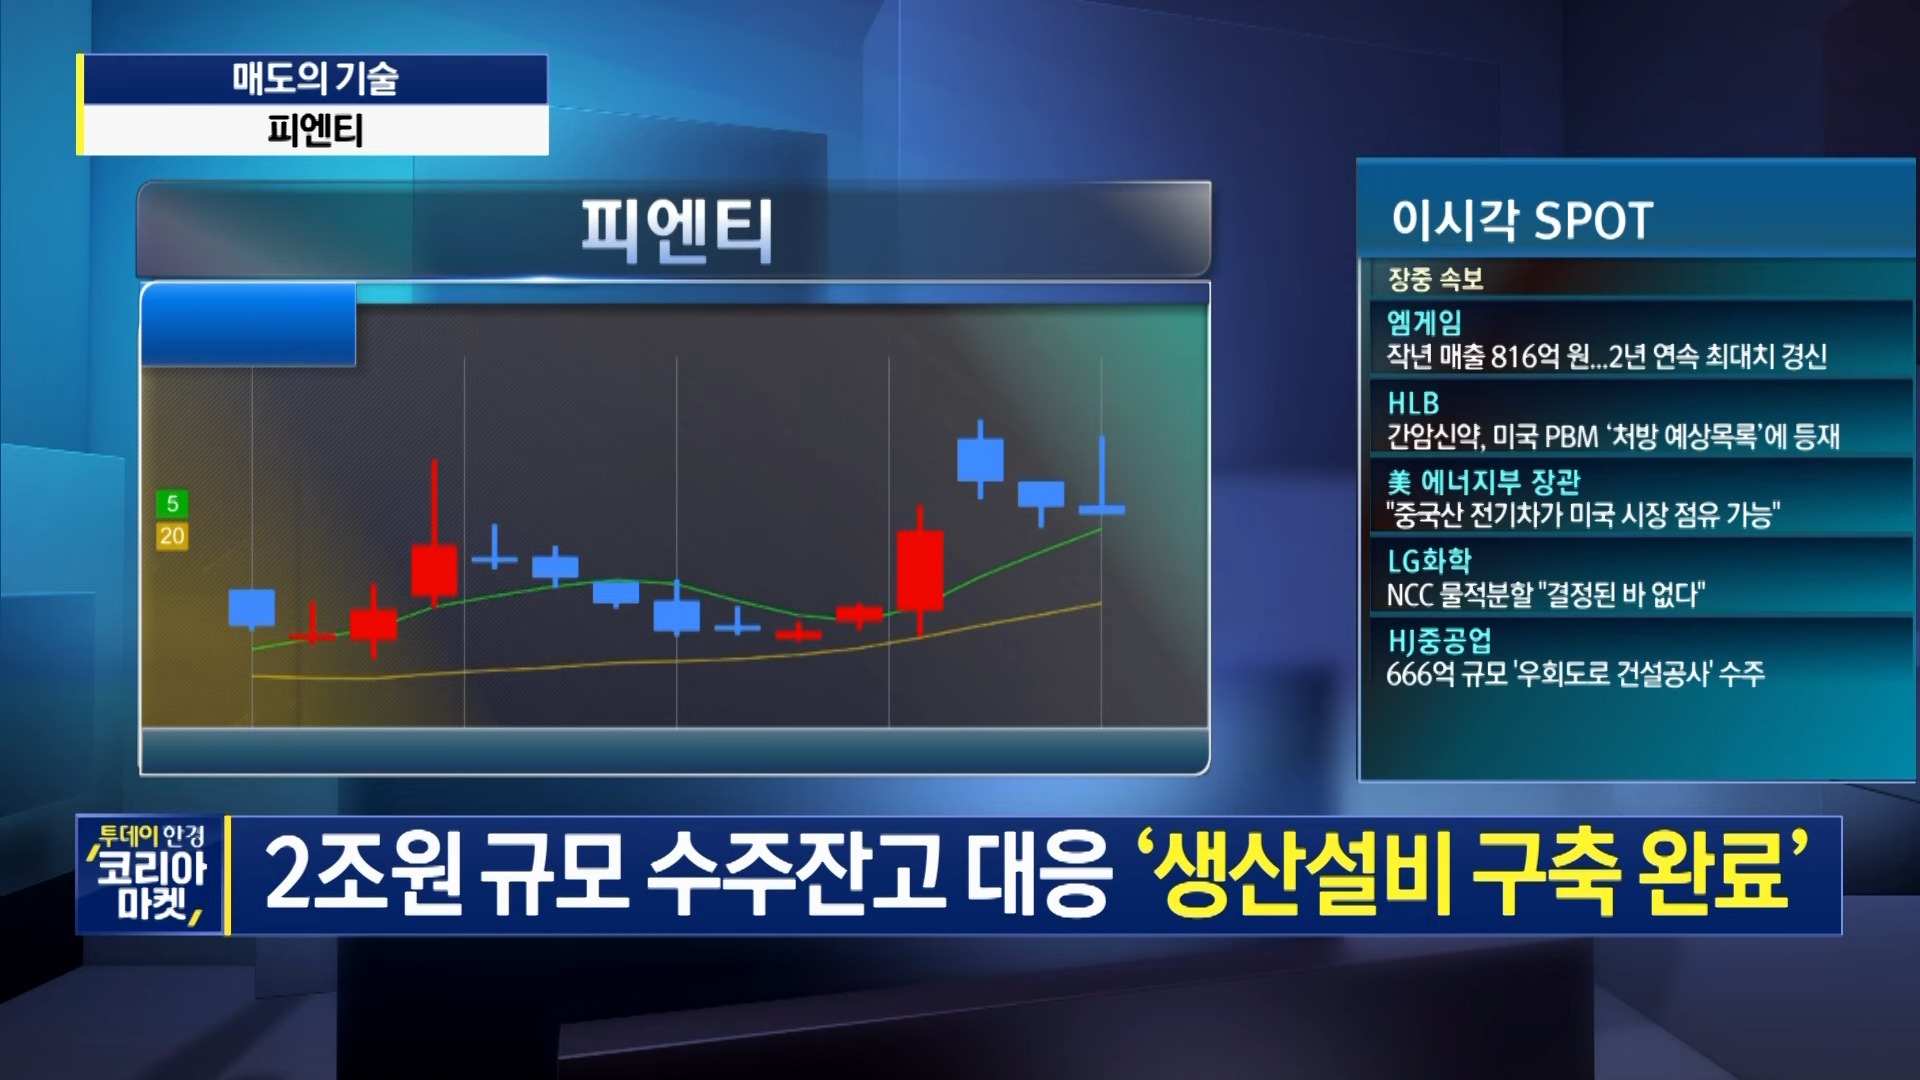 매도의 기술
피엔티
피엔티
5
20
이시각 SPOT
장중 속보
엠게임
작년 매출 816억 원...2년 연속 최대치 경신
HLB
간암신약, 미국 PBM ‘처방 예상목록’에 등재
美 에너지부 장관
"중국산 전기차가 미국 시장 점유 가능"
LG화학
NCC 물적분할 "결정된 바 없다"
HJ중공업
666억 규모 '우회도로 건설공사' 수주
투데이 한경
코리아
마켓
2조원 규모 수주잔고 대응 ‘생산설비 구축 완료’